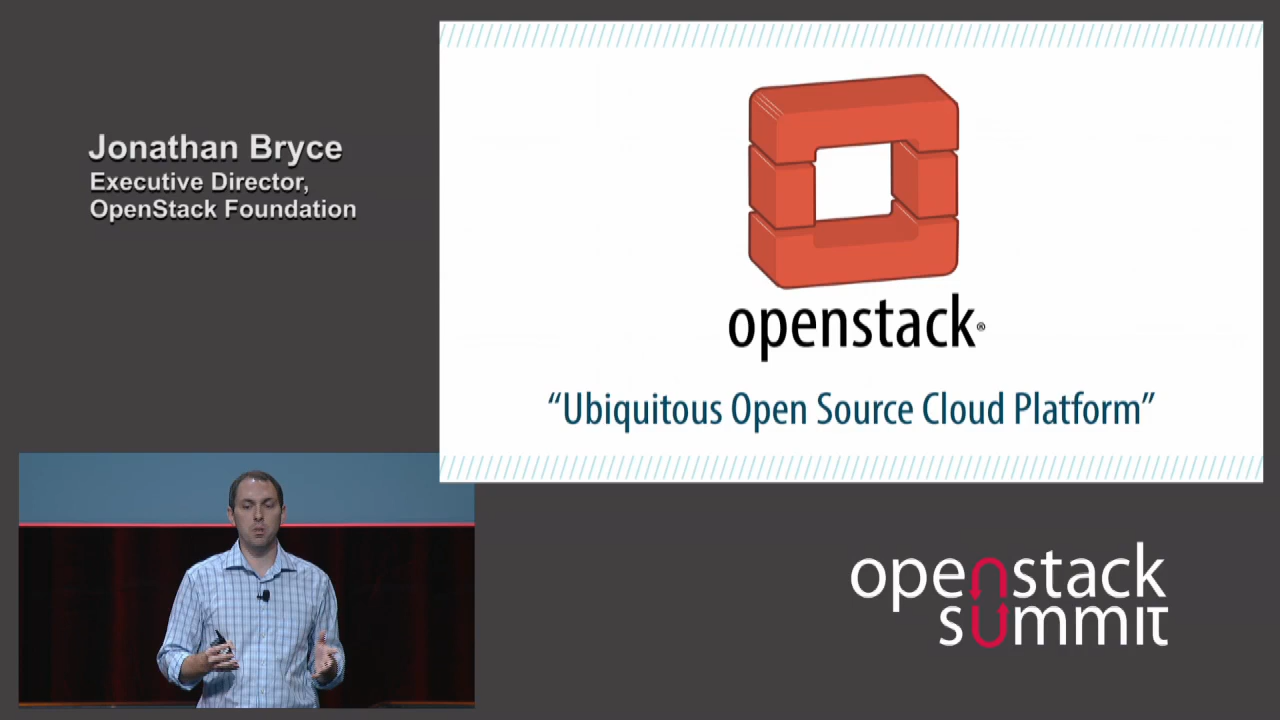 Jonathan Bryce
Executive Director,
OpenStack Foundation
openstack®
“Ubiquitous Open Source Cloud Platform”
openstack
summit